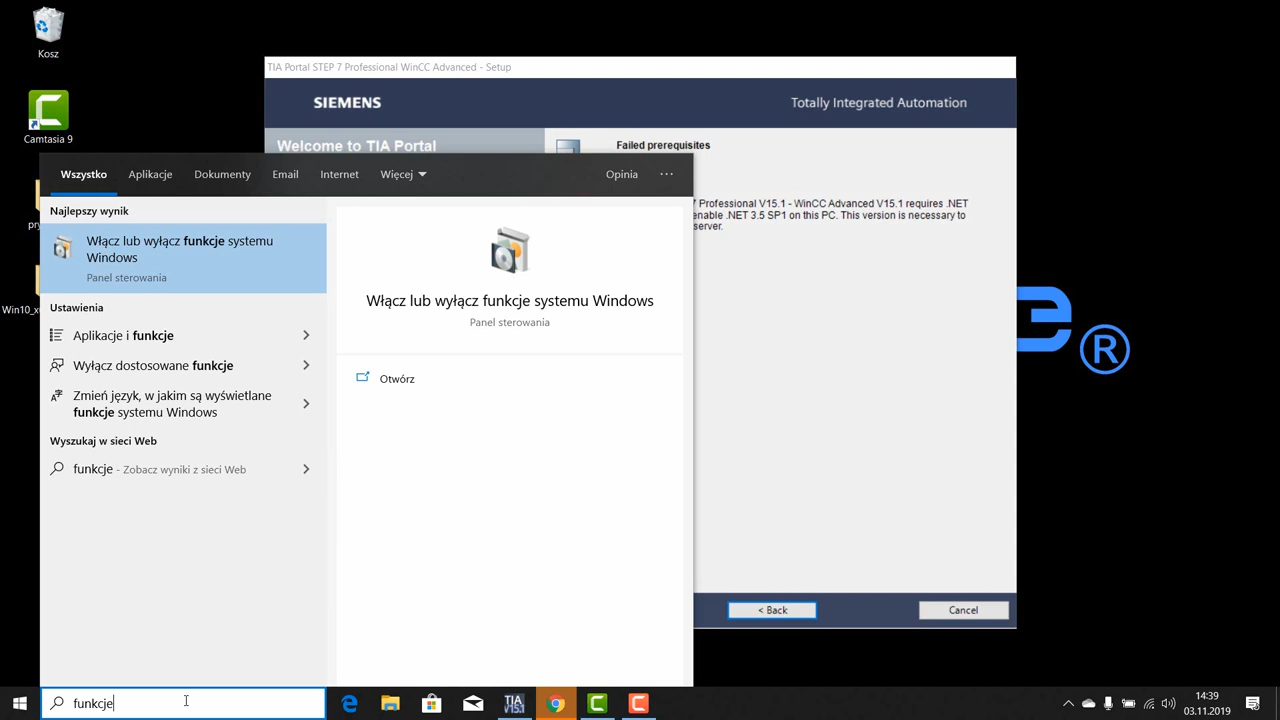 Kosz
Camtasia 9
pry
Win10_x
TIA Portal STEP 7 Professional WinCC Advanced - Setup
SIEMENS
Totally Integrated Automation
Welcome to TIA Portal
Failed prerequisites
7 Professional V15.1 - WinCC Advanced V15.1 requires .NET
enable .NET 3.5 SP1 on this PC. This version is necessary to
server.
< Back
Cancel
®
Wszystko
Aplikacje
Dokumenty
Email
Internet
Więcej
Opinia
Najlepszy wynik
Włącz lub wyłącz funkcje systemu
Windows
Panel sterowania
Ustawienia
Aplikacje i funkcje
Wyłącz dostosowane funkcje
Zmień język, w jakim są wyświetlane
funkcje systemu Windows
Wyszukaj w sieci Web
funkcje - Zobacz wyniki z sieci Web
Włącz lub wyłącz funkcje systemu Windows
Panel sterowania
Otwórz
funkcje
TIA
V15.1
14:39
03.11.2019